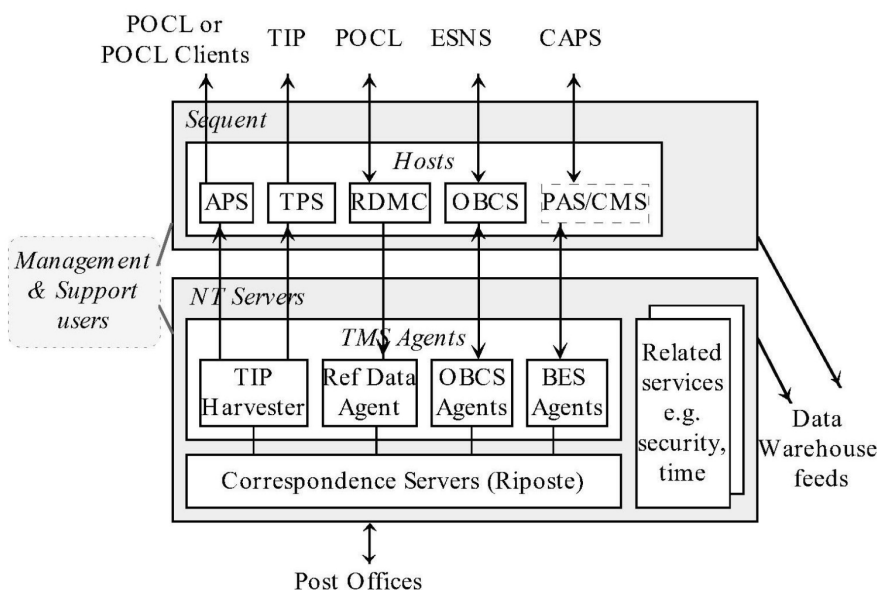 POCL or
POCL Clients
TIP
POCL
ESNS
CAPS
Sequent
Hosts
APS
TPS
RDMC
OBCS
PAS/CMS
Management
& Support
users
NT Servers
TMS Agents
TIP
Harvester
Ref Data
Agent
OBCS
Agents
BES
Agents
Related
services
e.g.
security,
time
Data
Warehouse
feeds
Correspondence Servers (Riposte)
Post Offices